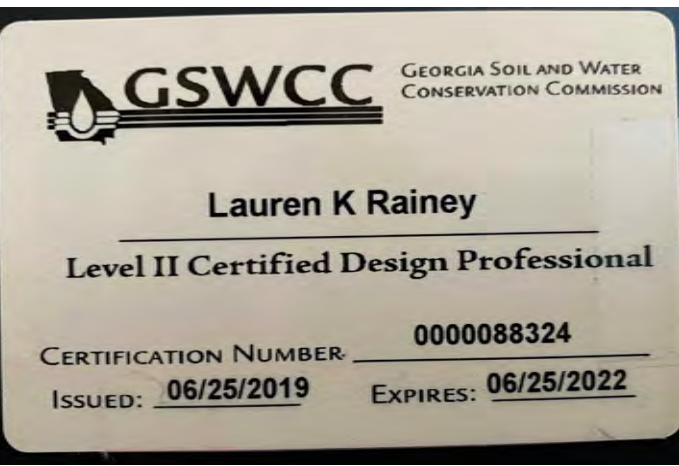 GSWCC
GEORGIA SOIL AND WATER
CONSERVATION COMMISSION
Lauren K Rainey
Level II Certified Design Professional
CERTIFICATION NUMBER 0000088324
ISSUED: 06/25/2019 EXPIRES: 06/25/2022